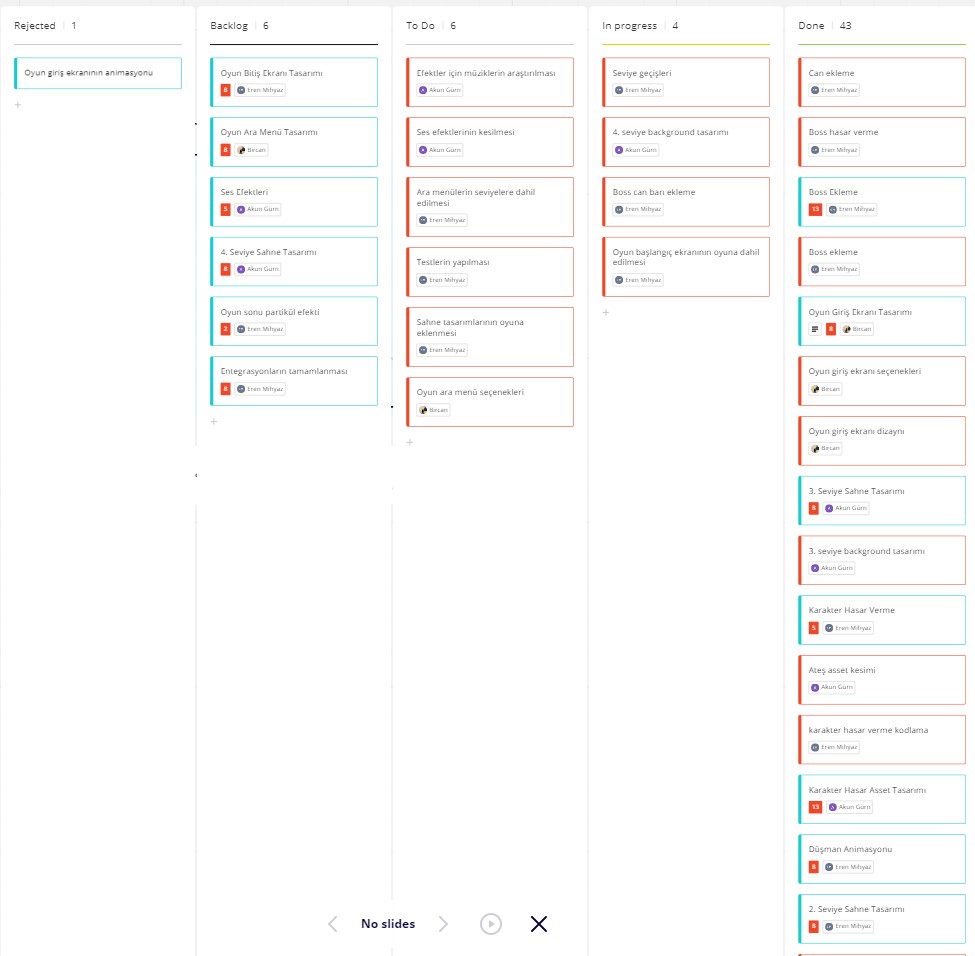 Rejected 1
Oyun giriş ekranının animasyonu
+
Backlog 6
Oyun Bitiş Ekranı Tasarımı
8 Eren Mihyaz
Oyun Ara Menü Tasarımı
8 Bircan
Ses Efektleri
5 A Akun Gürn
4. Seviye Sahne Tasarımı
8 A Akun Gürn
Oyun sonu partikül efekti
2 Eren Mihyaz
Entegrasyonların tamamlanması
8 Eren Mihyaz
+
To Do 6
Efektler için müziklerin araştırılması
A Akun Gürn
Ses efektlerinin kesilmesi
A Akun Gürn
Ara menülerin seviyelere dahil
edilmesi
Eren Mihyaz
Testlerin yapılması
Eren Mihyaz
Sahne tasarımlarının oyuna
eklenmesi
Eren Mihyaz
Oyun ara menü seçenekleri
Bircan
+
In progress 4
Seviye geçişleri
Eren Mihyaz
4. seviye background tasarımı
A Akun Gürn
Boss can barı ekleme
Eren Mihyaz
Oyun başlangıç ekranının oyuna dahil
edilmesi
Eren Mihyaz
+
Done 43
Can ekleme
Eren Mihyaz
Boss hasar verme
Eren Mihyaz
Boss Ekleme
13 Eren Mihyaz
Boss ekleme
Eren Mihyaz
Oyun Giriş Ekranı Tasarımı
8 Bircan
Oyun giriş ekranı seçenekleri
Bircan
Oyun giriş ekranı dizaynı
Bircan
3. Seviye Sahne Tasarımı
8 A Akun Gürn
3. seviye background tasarımı
A Akun Gürn
Karakter Hasar Verme
5 Eren Mihyaz
Ateş asset kesimi
A Akun Gürn
karakter hasar verme kodlama
Eren Mihyaz
Karakter Hasar Asset Tasarımı
13 A Akun Gürn
Düşman Animasyonu
8 Eren Mihyaz
2. Seviye Sahne Tasarımı
8 Eren Mihyaz
No slides